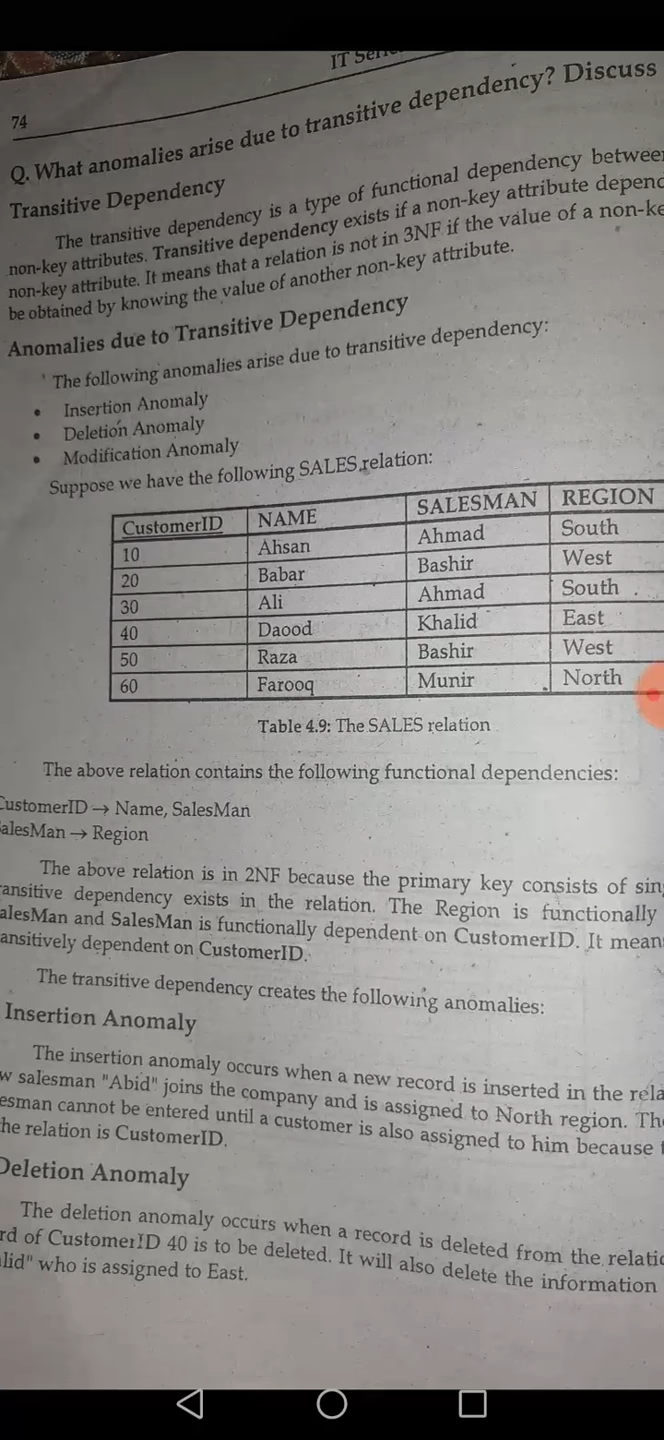 IT Series
74
Q. What anomalies arise due to transitive dependency? Discuss
Transitive Dependency
The transitive dependency is a type of functional dependency between
non-key attributes. Transitive dependency exists if a non-key attribute depend
non-key attribute. It means that a relation is not in 3NF if the value of a non-ke
be obtained by knowing the value of another non-key attribute.
Anomalies due to Transitive Dependency
The following anomalies arise due to transitive dependency:
• Insertion Anomaly
• Deletion Anomaly
• Modification Anomaly
Suppose we have the following SALES relation:
CustomerID NAME SALESMAN REGION
10 Ahsan Ahmad South
20 Babar Bashir West
30 Ali Ahmad South
40 Daood Khalid East
50 Raza Bashir West
60 Farooq Munir North
Table 4.9: The SALES relation
The above relation contains the following functional dependencies:
CustomerID → Name, SalesMan
alesMan → Region
The above relation is in 2NF because the primary key consists of sin
ansitive dependency exists in the relation. The Region is functionally
alesMan and SalesMan is functionally dependent on CustomerID. It mean
ansitively dependent on CustomerID.
The transitive dependency creates the following anomalies:
Insertion Anomaly
The insertion anomaly occurs when a new record is inserted in the rela
w salesman "Abid" joins the company and is assigned to North region. Th
esman cannot be entered until a customer is also assigned to him because
he relation is CustomerID.
Deletion Anomaly
The deletion anomaly occurs when a record is deleted from the relatio
rd of CustomerID 40 is to be deleted. It will also delete the information
lid" who is assigned to East.